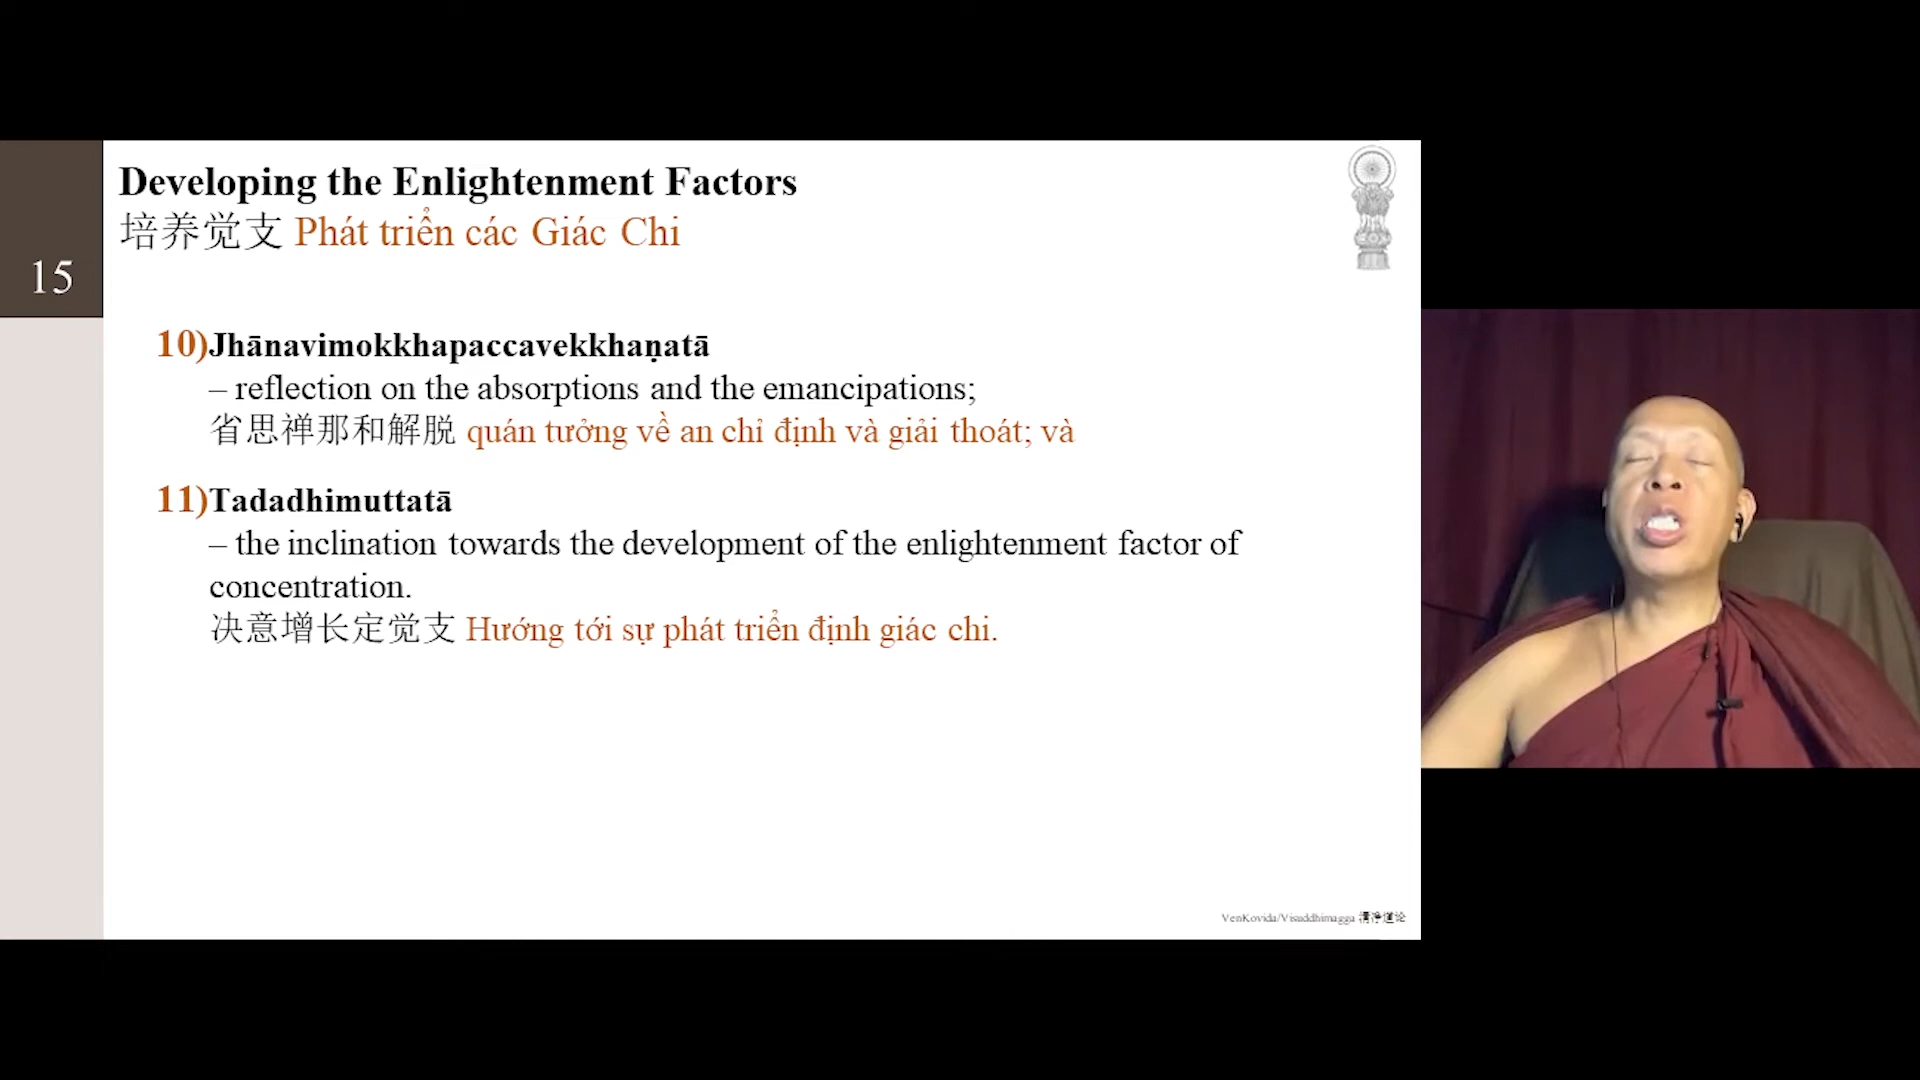 Developing the Enlightenment Factors
培养觉支 Phát triển các Giác Chi
15
10)Jhānavimokkhapaccavekkhaṇatā
– reflection on the absorptions and the emancipations;
省思禅那和解脱 quán tưởng về an chỉ định và giải thoát; và
11)Tadadhimuttatā
– the inclination towards the development of the enlightenment factor of
concentration.
决意增长定觉支 Hướng tới sự phát triển định giác chi.
VenKovida/Visuddhimagga 清净道论